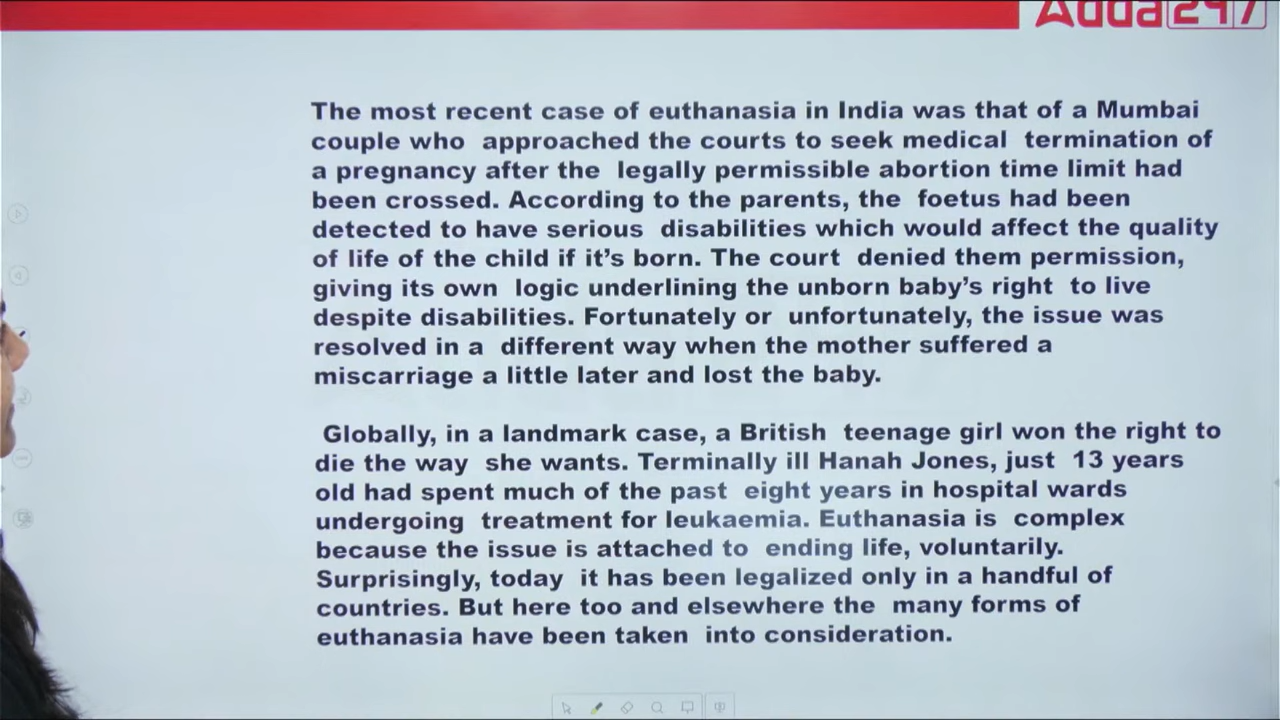 Adda247
The most recent case of euthanasia in India was that of a Mumbai
couple who approached the courts to seek medical termination of
a pregnancy after the legally permissible abortion time limit had
been crossed. According to the parents, the foetus had been
detected to have serious disabilities which would affect the quality
of life of the child if it's born. The court denied them permission,
giving its own logic underlining the unborn baby's right to live
despite disabilities. Fortunately or unfortunately, the issue was
resolved in a different way when the mother suffered a
miscarriage a little later and lost the baby.
Globally, in a landmark case, a British teenage girl won the right to
die the way she wants. Terminally ill Hanah Jones, just 13 years
old had spent much of the past eight years in hospital wards
undergoing treatment for leukaemia. Euthanasia is complex
because the issue is attached to ending life, voluntarily.
Surprisingly, today it has been legalized only in a handful of
countries. But here too and elsewhere the many forms of
euthanasia have been taken into consideration.